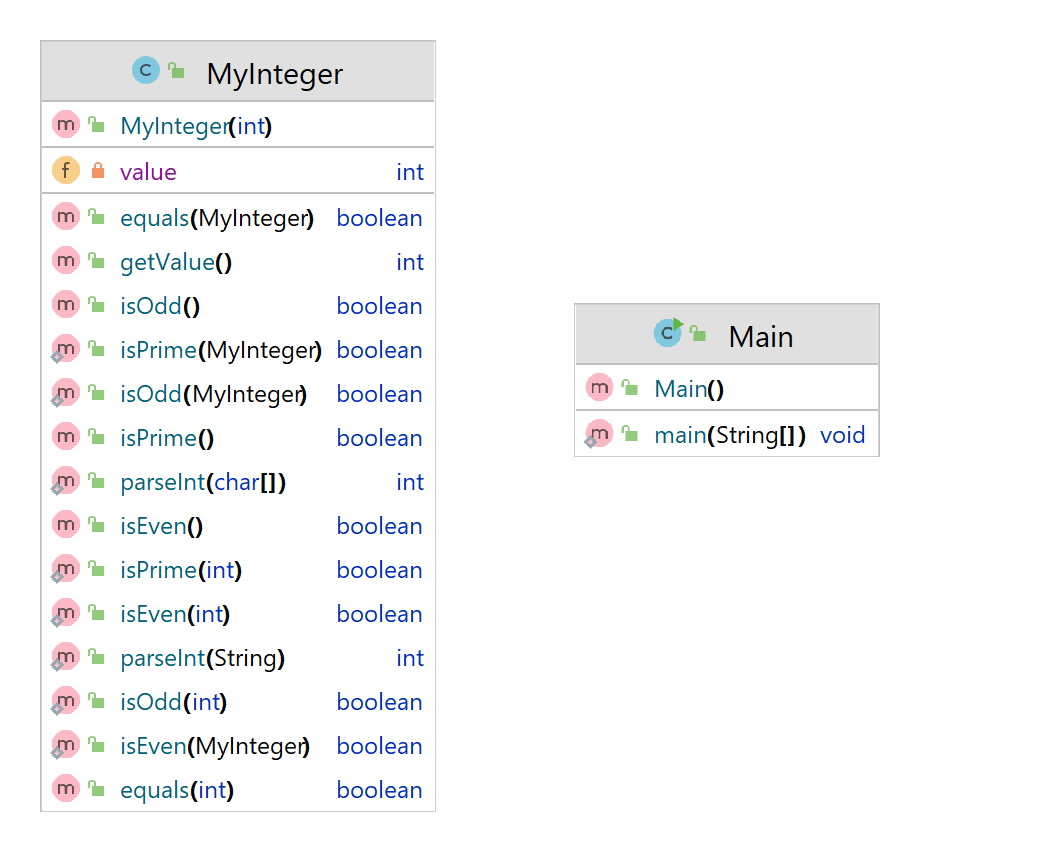 C MyInteger
m MyInteger(int)
f value int
m equals(MyInteger) boolean
m getValue() int
m isOdd() boolean
m isPrime(MyInteger) boolean
m isOdd(MyInteger) boolean
m isPrime() boolean
m parseInt(char[]) int
m isEven() boolean
m isPrime(int) boolean
m isEven(int) boolean
m parseInt(String) int
m isOdd(int) boolean
m isEven(MyInteger) boolean
m equals(int) boolean
C Main
m Main()
m main(String[]) void